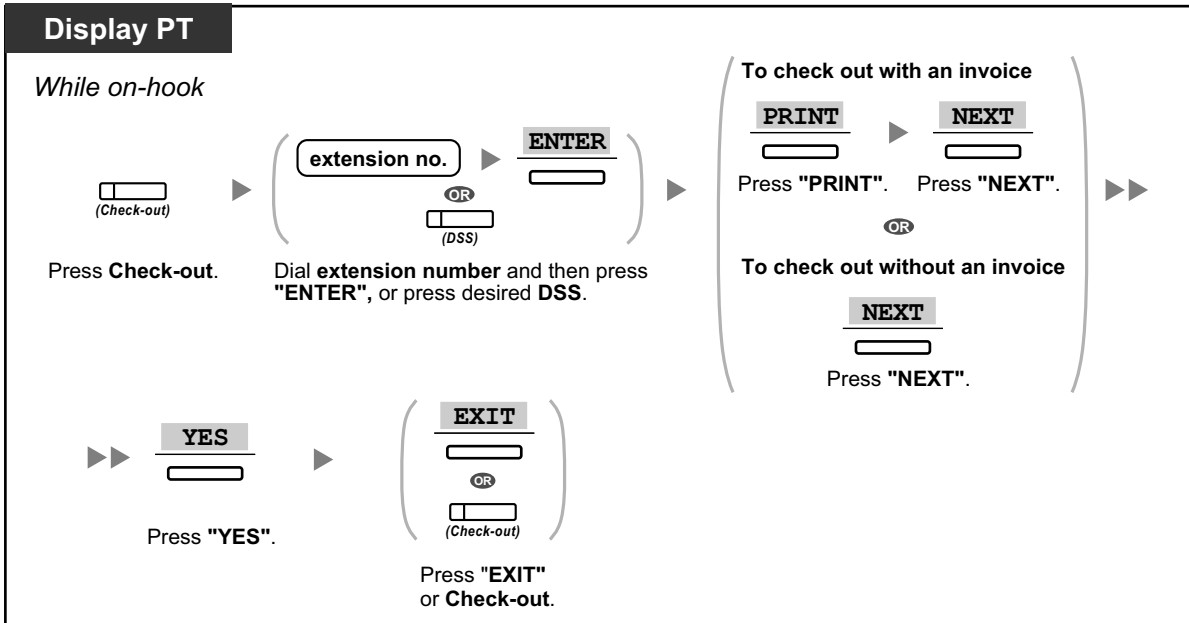 Display PT
While on-hook
(Check-out)
Press Check-out.
extension no.
ENTER
OR
(DSS)
Dial extension number and then press
"ENTER", or press desired DSS.
To check out with an invoice
PRINT
NEXT
Press "PRINT".
Press "NEXT".
OR
To check out without an invoice
NEXT
Press "NEXT".
YES
Press "YES".
EXIT
OR
(Check-out)
Press "EXIT"
or Check-out.